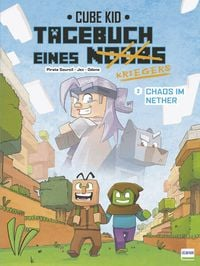 CUBE KID
TAGEBUCH
EINES NOOBS
KRIEGERS
Pirate Sourcil - Jez - Odone
2 CHAOS IM
NETHER